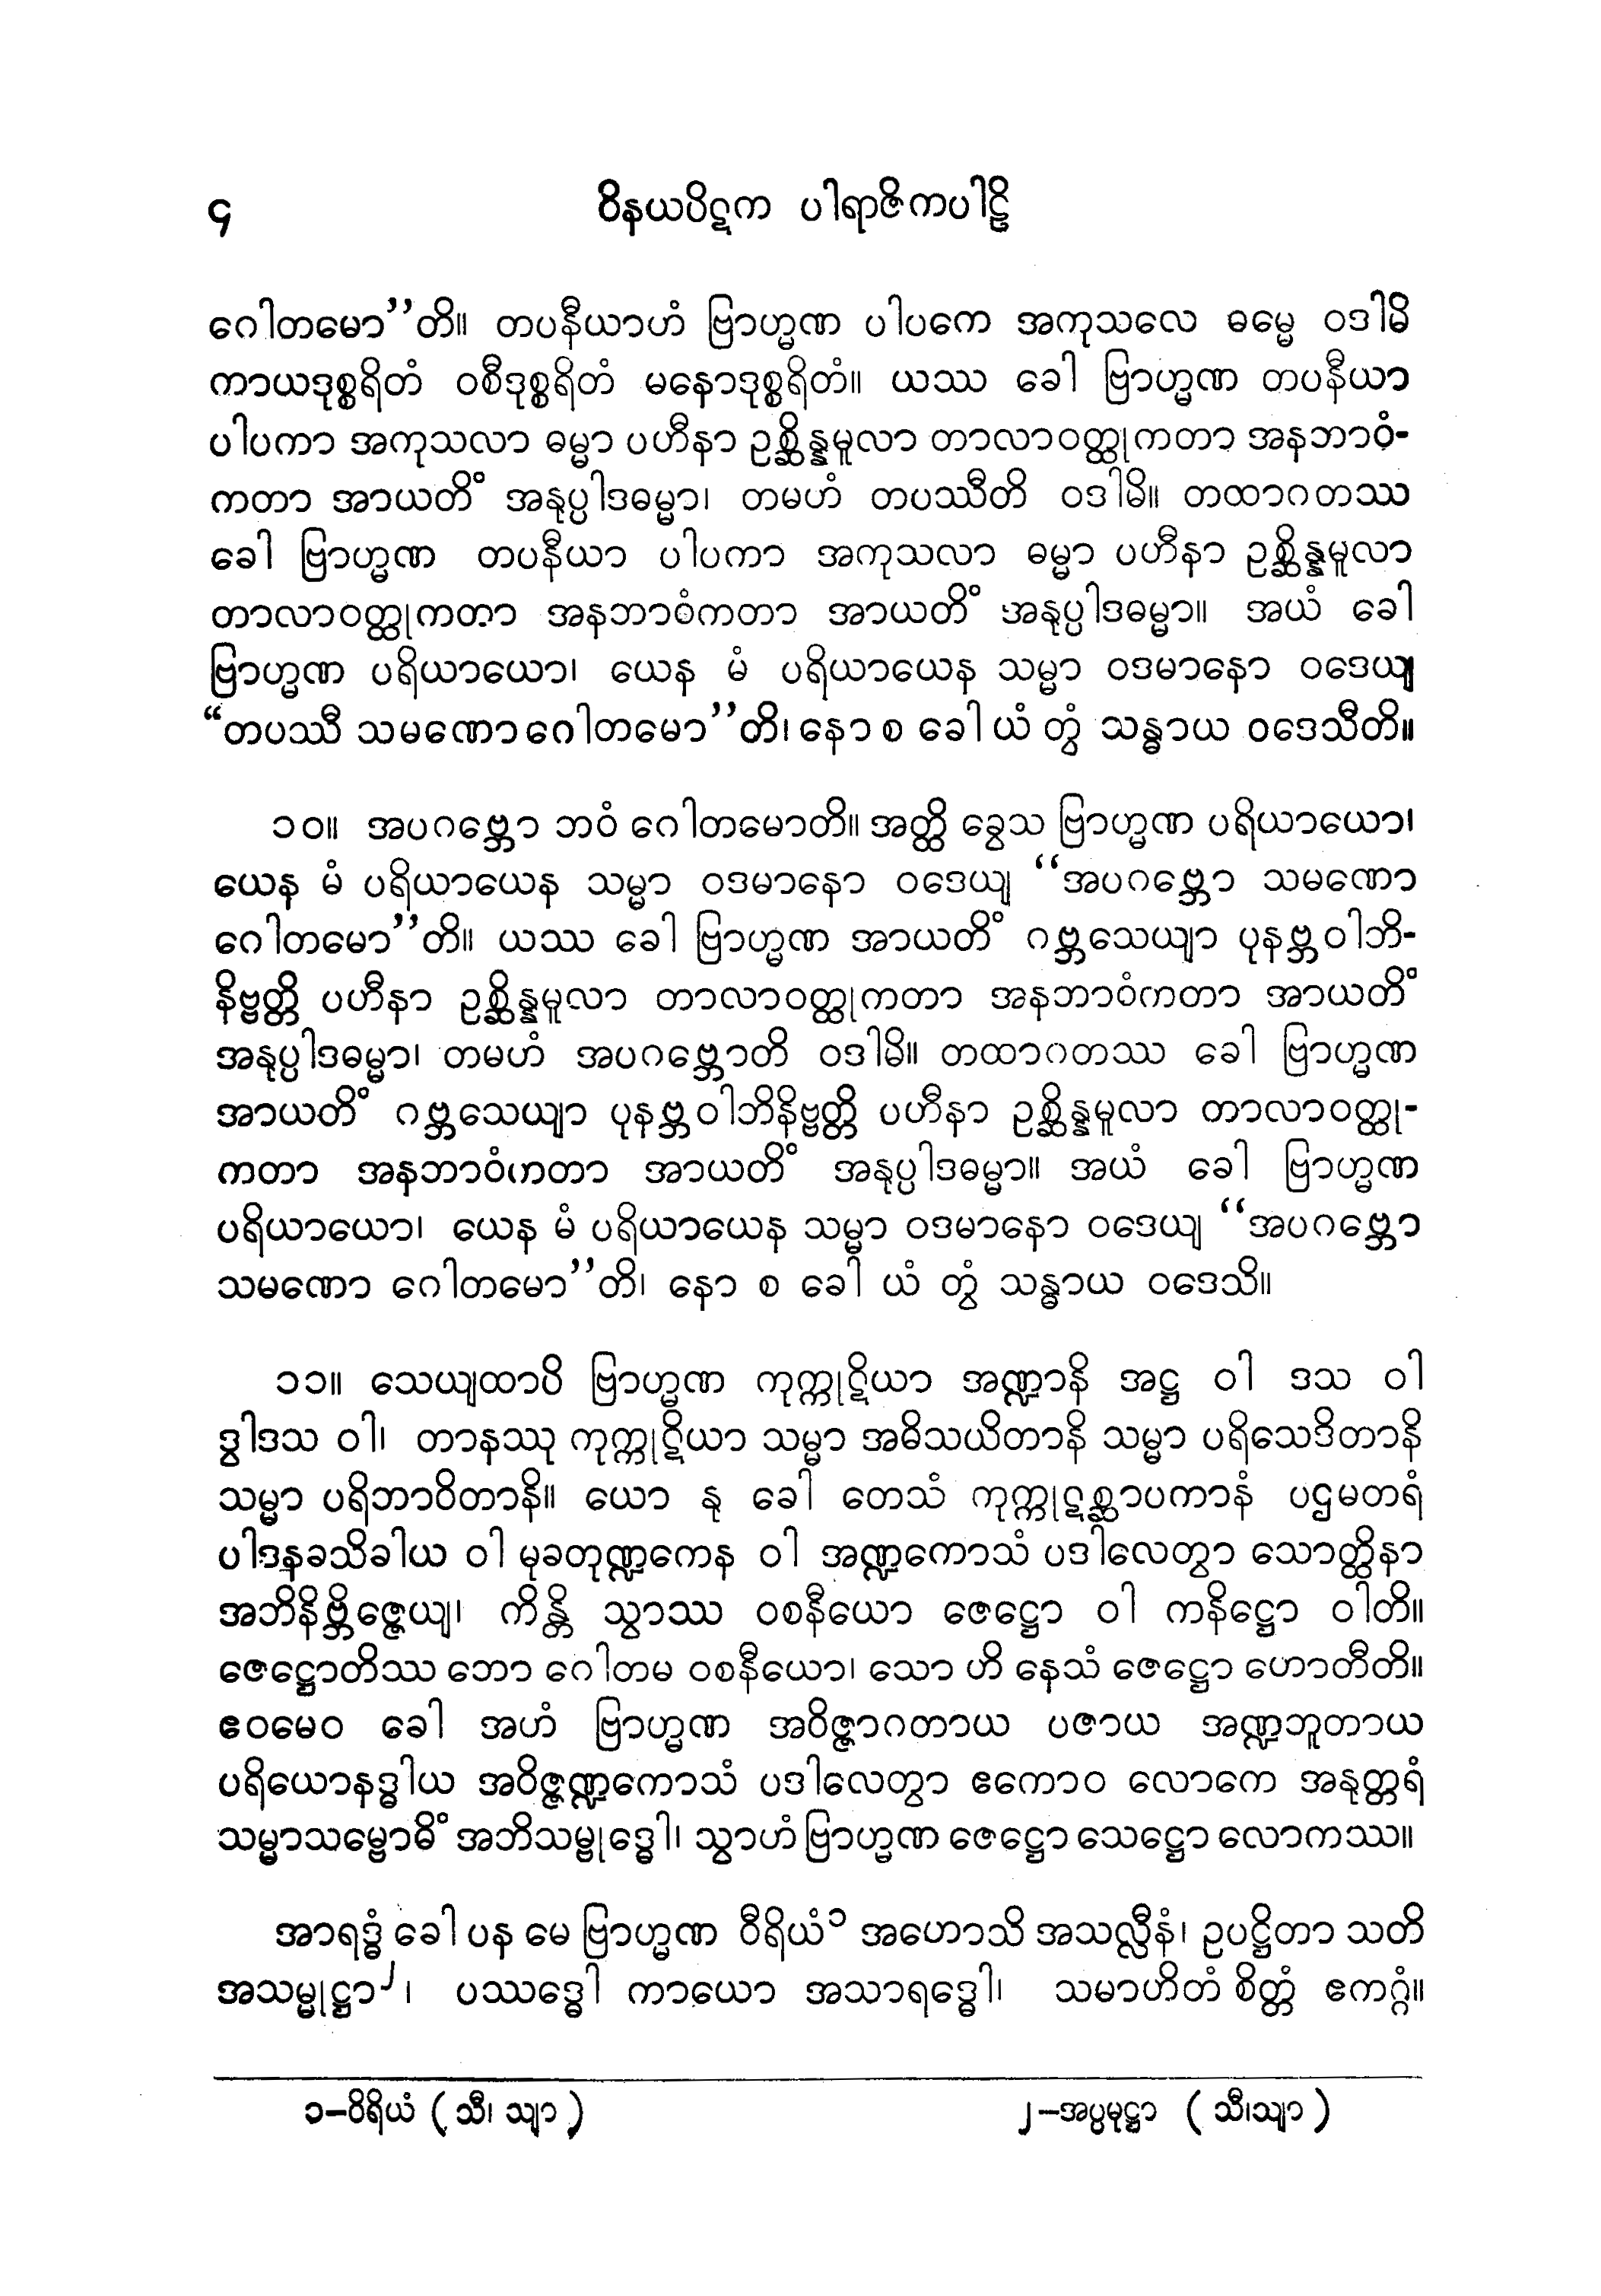 ၄ ဝိနယပိဋက ပါရာဇိကပါဠိ
ဂေါတမော’’တိ။ တပနီယာဟံ ဗြာဟ္မဏ ပါပကေ အကုသလေ ဓမ္မေ ဝဒါမိ
ကာယဒုစ္စရိတံ ဝစီဒုစ္စရိတံ မနောဒုစ္စရိတံ။ ယဿ ခေါ ဗြာဟ္မဏ တပနီယာ
ပါပကာ အကုသလာ ဓမ္မာ ပဟီနာ ဥစ္ဆိန္နမူလာ တာလာဝတ္ထုကတာ အနဘာဝံ-
ကတာ အာယတိံ အနုပ္ပါဒဓမ္မာ၊ တမဟံ တပဿီတိ ဝဒါမိ။ တထာဂတဿ
ခေါ ဗြာဟ္မဏ တပနီယာ ပါပကာ အကုသလာ ဓမ္မာ ပဟီနာ ဥစ္ဆိန္နမူလာ
တာလာဝတ္ထုကတာ အနဘာဝံကတာ အာယတိံ အနုပ္ပါဒဓမ္မာ။ အယံ ခေါ
ဗြာဟ္မဏ ပရိယာယော၊ ယေန မံ ပရိယာယေန သမ္မာ ဝဒမာနော ဝဒေယျ
‘‘တပဿီ သမဏော ဂေါတမော’’တိ၊ နော စ ခေါ ယံ တွံ သန္ဓာယ ဝဒေသီတိ။
၁၀။ အပဂဗ္ဘော ဘဝံ ဂေါတမောတိ။ အတ္ထိ ခွေသ ဗြာဟ္မဏ ပရိယာယော၊
ယေန မံ ပရိယာယေန သမ္မာ ဝဒမာနော ဝဒေယျ ‘‘အပဂဗ္ဘော သမဏော
ဂေါတမော’’တိ။ ယဿ ခေါ ဗြာဟ္မဏ အာယတိံ ဂဗ္ဘသေယျာ ပုနဗ္ဘဝါဘိ-
နိဗ္ဗတ္တိ ပဟီနာ ဥစ္ဆိန္နမူလာ တာလာဝတ္ထုကတာ အနဘာဝံကတာ အာယတိံ
အနုပ္ပါဒဓမ္မာ၊ တမဟံ အပဂဗ္ဘောတိ ဝဒါမိ။ တထာဂတဿ ခေါ ဗြာဟ္မဏ
အာယတိံ ဂဗ္ဘသေယျာ ပုနဗ္ဘဝါဘိနိဗ္ဗတ္တိ ပဟီနာ ဥစ္ဆိန္နမူလာ တာလာဝတ္ထု-
ကတာ အနဘာဝံကတာ အာယတိံ အနုပ္ပါဒဓမ္မာ။ အယံ ခေါ ဗြာဟ္မဏ
ပရိယာယော၊ ယေန မံ ပရိယာယေန သမ္မာ ဝဒမာနော ဝဒေယျ ‘‘အပဂဗ္ဘော
သမဏော ဂေါတမော’’တိ၊ နော စ ခေါ ယံ တွံ သန္ဓာယ ဝဒေသိ။
၁၁။ သေယျထာပိ ဗြာဟ္မဏ ကုက္ကုဋိယာ အဏ္ဍာနိ အဋ္ဌ ဝါ ဒသ ဝါ
ဒွါဒသ ဝါ၊ တာနဿု ကုက္ကုဋိယာ သမ္မာ အဓိသယိတာနိ သမ္မာ ပရိသေဒိတာနိ
သမ္မာ ပရိဘာဝိတာနိ။ ယော နု ခေါ တေသံ ကုက္ကုဋစ္ဆာပကာနံ ပဌမတရံ
ပါဒနခသိခါယ ဝါ မုခတုဏ္ဍကေန ဝါ အဏ္ဍကောသံ ပဒါလေတွာ သောတ္ထိနာ
အဘိနိဗ္ဘိဇ္ဇေယျ၊ ကိန္တိ သွာဿ ဝစနီယော ဇေဋ္ဌော ဝါ ကနိဋ္ဌော ဝါတိ။
ဇေဋ္ဌောတိဿ ဘော ဂေါတမ ဝစနီယော၊ သော ဟိ နေသံ ဇေဋ္ဌော ဟောတီတိ။
ဧဝမေဝ ခေါ အဟံ ဗြာဟ္မဏ အဝိဇ္ဇာဂတာယ ပဇာယ အဏ္ဍဘူတာယ
ပရိယောနဒ္ဓါယ အဝိဇ္ဇဏ္ဍကောသံ ပဒါလေတွာ ဧကောဝ လောကေ အနုတ္တရံ
သမ္မာသမ္ဗောဓိံ အဘိသမ္ဗုဒ္ဓေါ၊ သွာဟံ ဗြာဟ္မဏ ဇေဋ္ဌော သေဋ္ဌော လောကဿ။
အာရဒ္ဓံ ခေါ ပန မေ ဗြာဟ္မဏ ဝီရိယံ၁ အဟောသိ အသလ္လီနံ၊ ဥပဋ္ဌိတာ သတိ
အသမ္မုဋ္ဌာ၂၊ ပဿဒ္ဓေါ ကာယော အသာရဒ္ဓေါ၊ သမာဟိတံ စိတ္တံ ဧကဂ္ဂံ။
၁–ဝိရိယံ (သီ၊ သျာ) ၂–အပ္ပမုဋ္ဌာ (သီ၊သျာ)